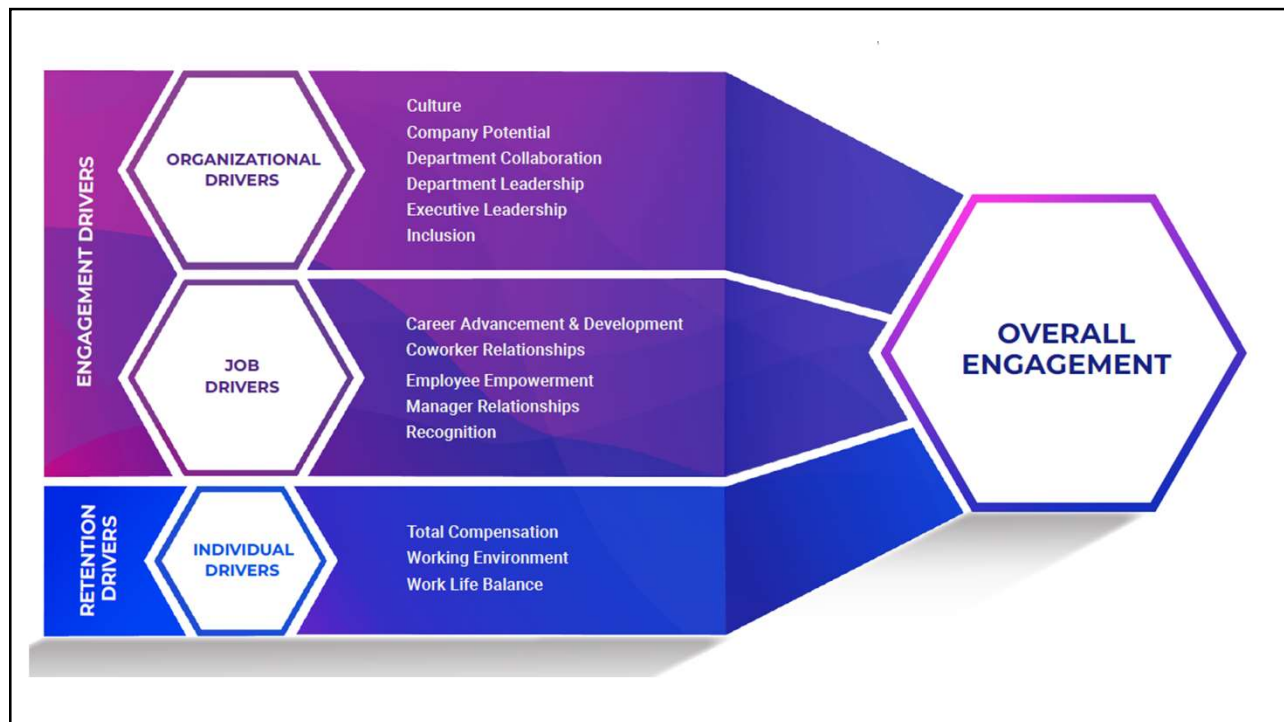 ENGAGEMENT DRIVERS
ORGANIZATIONAL
DRIVERS
Culture
Company Potential
Department Collaboration
Department Leadership
Executive Leadership
Inclusion
JOB
DRIVERS
Career Advancement & Development
Coworker Relationships
Employee Empowerment
Manager Relationships
Recognition
RETENTION
DRIVERS
INDIVIDUAL
DRIVERS
Total Compensation
Working Environment
Work Life Balance
OVERALL
ENGAGEMENT